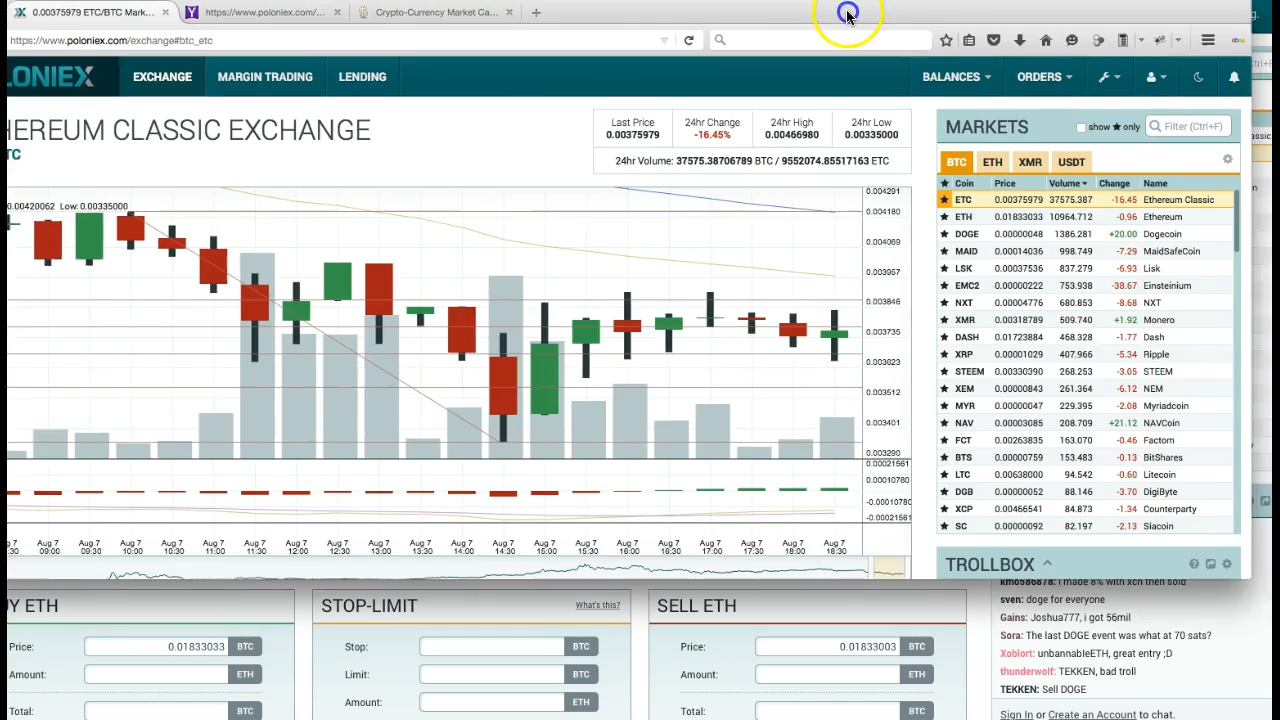 0.00375979 ETC/BTC Mark... × https://www.poloniex.com/... × Crypto-Currency Market Ca... × +
https://www.poloniex.com/exchange#btc_etc
LONIEX EXCHANGE MARGIN TRADING LENDING BALANCES ORDERS
HEREUM CLASSIC EXCHANGE
TC
Last Price 24hr Change 24hr High 24hr Low
0.00375979 -16.45% 0.00466980 0.00335000
24hr Volume: 37575.38706789 BTC / 9552074.85517163 ETC
0.00420062 Low: 0.00335000
0.004291
0.004180
0.004069
0.003957
0.003846
0.003735
0.003623
0.003512
0.003401
0.003290
0.00021561
0.00010780
-0.00010780
-0.00021561
Aug 7 Aug 7 Aug 7 Aug 7 Aug 7 Aug 7 Aug 7 Aug 7 Aug 7 Aug 7 Aug 7 Aug 7 Aug 7 Aug 7 Aug 7 Aug 7 Aug 7 Aug 7 Aug 7 Aug 7
:30 09:00 09:30 10:00 10:30 11:00 11:30 12:00 12:30 13:00 13:30 14:00 14:30 15:00 15:30 16:00 16:30 17:00 17:30 18:00 18:30
MARKETS show ★ only Filter (Ctrl+F)
BTC ETH XMR USDT
★ Coin Price Volume Change Name
★ ETC 0.00375979 37575.387 -16.45 Ethereum Classic
★ ETH 0.01833033 10964.712 -0.96 Ethereum
★ DOGE 0.00000048 1386.281 +20.00 Dogecoin
★ MAID 0.00014036 998.749 -7.29 MaidSafeCoin
★ LSK 0.00037536 837.279 -6.93 Lisk
★ EMC2 0.00000222 753.938 -38.67 Einsteinium
★ NXT 0.00004776 680.853 -8.68 NXT
★ XMR 0.00318789 509.740 +1.92 Monero
★ DASH 0.01723884 468.328 -1.77 Dash
★ XRP 0.00001029 407.966 -5.34 Ripple
★ STEEM 0.00330390 268.253 -3.05 STEEM
★ XEM 0.00000843 261.364 -6.12 NEM
★ MYR 0.00000047 229.395 -2.08 Myriadcoin
★ NAV 0.00003085 208.709 +21.12 NAVCoin
★ FCT 0.00263835 163.070 -0.46 Factom
★ BTS 0.00000759 153.483 -0.13 BitShares
★ LTC 0.00638000 94.542 -0.60 Litecoin
★ DGB 0.00000052 88.146 -3.70 DigiByte
★ XCP 0.00466541 84.873 -1.34 Counterparty
★ SC 0.00000092 82.197 -2.13 Siacoin
TROLLBOX
kmo586878: I made 8% with xch then sold
sven: doge for everyone
Gains: Joshua777, i got 56mil
Sora: The last DOGE event was what at 70 sats?
Xoblort: unbannableETH, great entry ;D
thunderwolf: TEKKEN, bad troll
TEKKEN: Sell DOGE
Sign In or Create an Account to chat.
UY ETH
Price: 0.01833033 BTC
Amount: ETH
Total: BTC
STOP-LIMIT What's this?
Stop: BTC
Limit: BTC
Amount: ETH
SELL ETH
Price: 0.01833003 BTC
Amount: ETH
Total: BTC